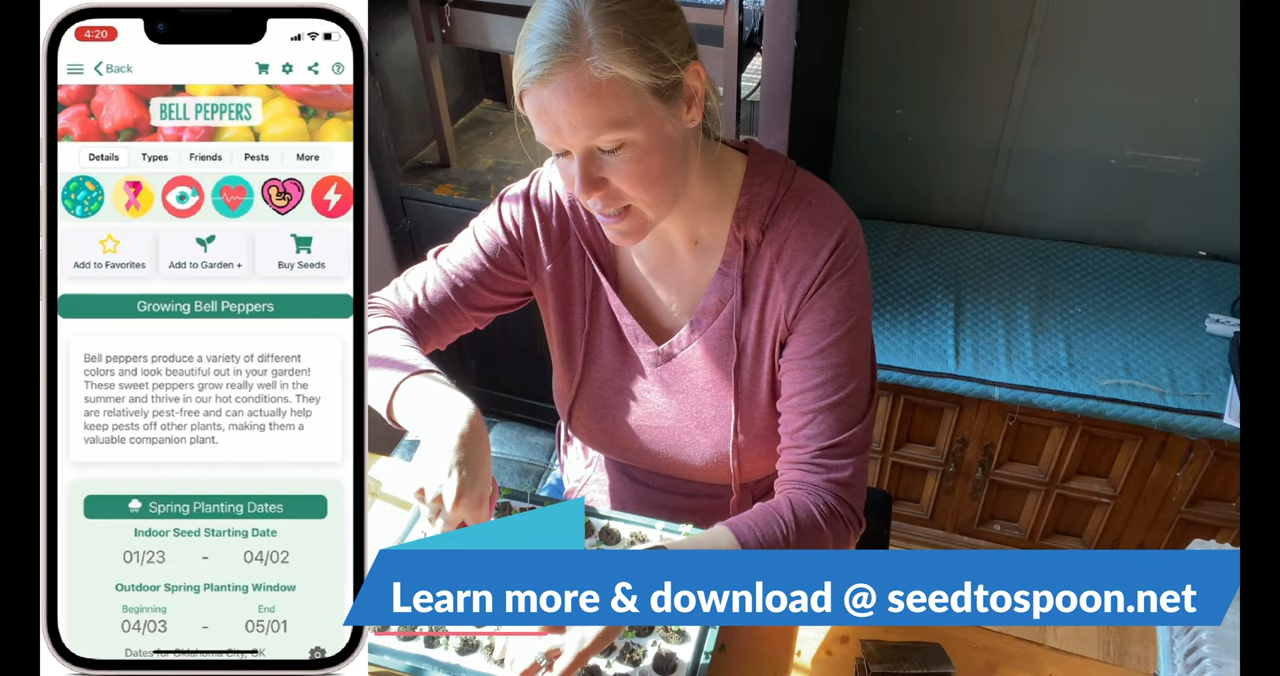 4:20
Back
BELL PEPPERS
Details Types Friends Pests More
Add to Favorites Add to Garden + Buy Seeds
Growing Bell Peppers
Bell peppers produce a variety of different
colors and look beautiful out in your garden!
These sweet peppers grow really well in the
summer and thrive in our hot conditions. They
are relatively pest-free and can actually help
keep pests off other plants, making them a
valuable companion plant.
Spring Planting Dates
Indoor Seed Starting Date
01/23 - 04/02
Outdoor Spring Planting Window
Beginning End
04/03 - 05/01
Dates for Oklahoma City, OK
Learn more & download @ seedtospoon.net